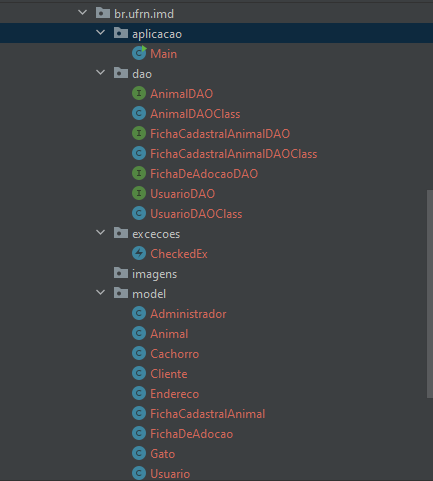 br.ufrn.imd
aplicacao
Main
dao
AnimalDAO
AnimalDAOClass
FichaCadastralAnimalDAO
FichaCadastralAnimalDAOClass
FichaDeAdocaoDAO
UsuarioDAO
UsuarioDAOClass
excecoes
CheckedEx
imagens
model
Administrador
Animal
Cachorro
Cliente
Endereco
FichaCadastralAnimal
FichaDeAdocao
Gato
Usuario